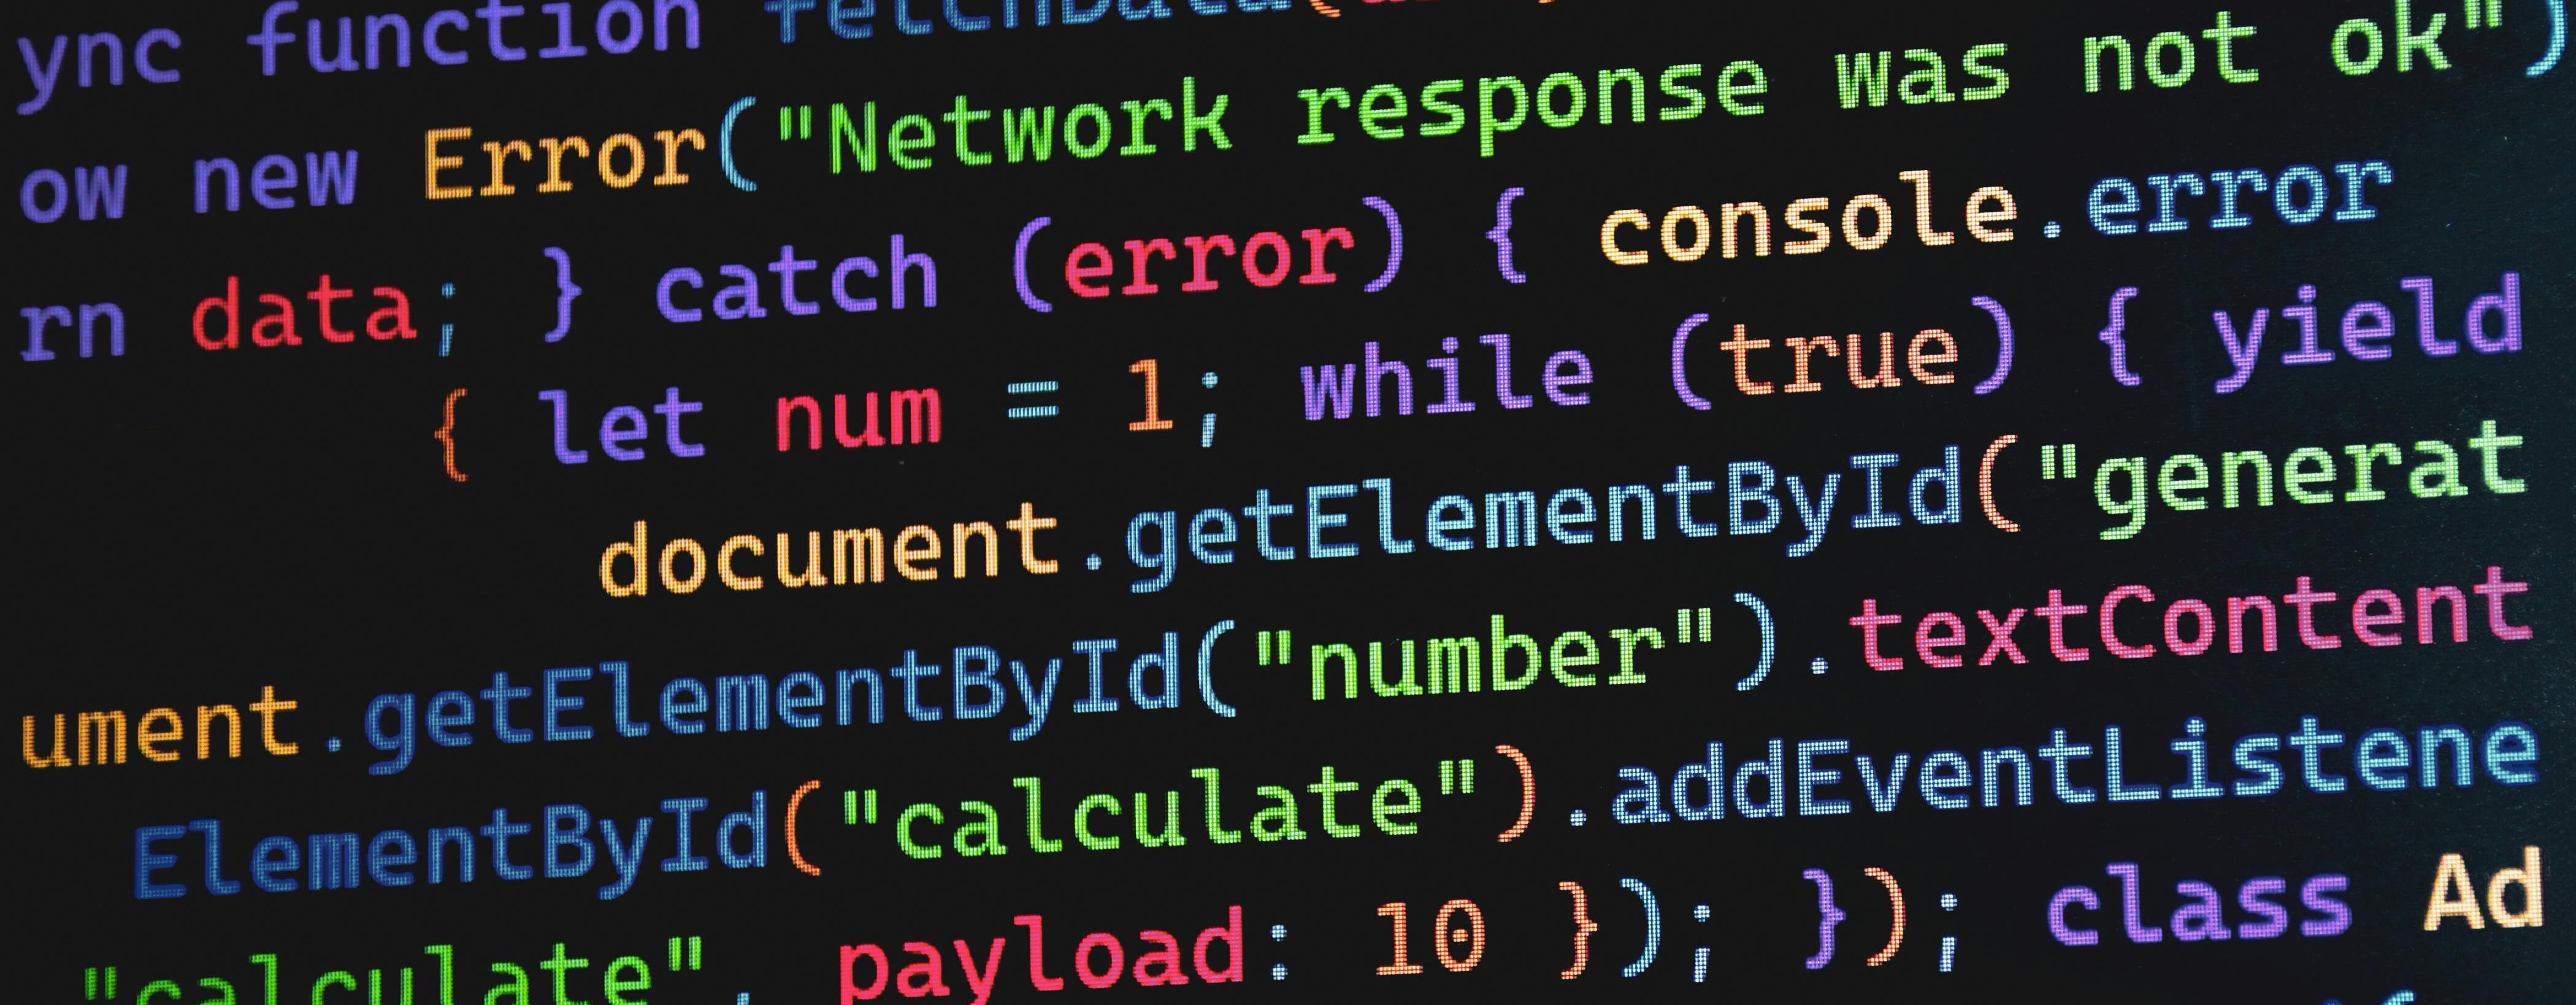 ync function fetchData(
ow new Error("Network response was not ok")
rn data; } catch (error) { console.error
{ let num = 1; while (true) { yield
document.getElementById("generat
ument.getElementById("number").textContent
ElementById("calculate").addEventListene
"calculate", payload: 10 }); }); class Ad